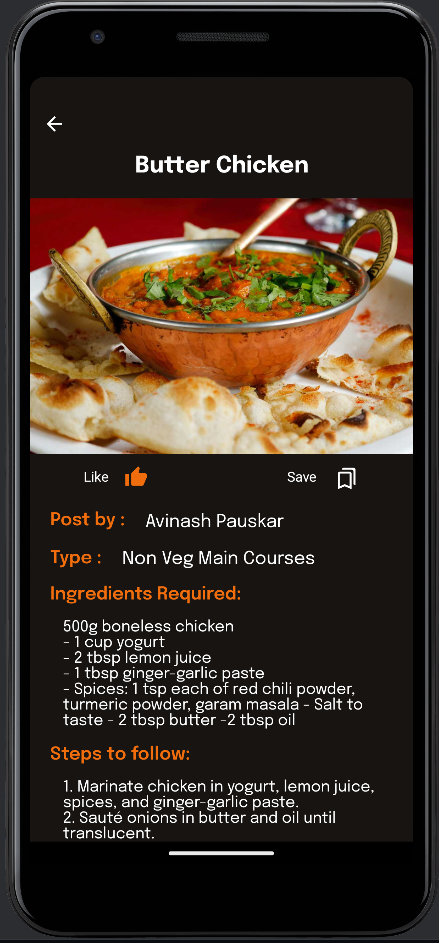 Butter Chicken
Like
Save
Post by : Avinash Pauskar
Type : Non Veg Main Courses
Ingredients Required:
500g boneless chicken
- 1 cup yogurt
- 2 tbsp lemon juice
- 1 tbsp ginger-garlic paste
- Spices: 1 tsp each of red chili powder,
turmeric powder, garam masala - Salt to
taste - 2 tbsp butter -2 tbsp oil
Steps to follow:
1. Marinate chicken in yogurt, lemon juice,
spices, and ginger-garlic paste.
2. Sauté onions in butter and oil until
translucent.